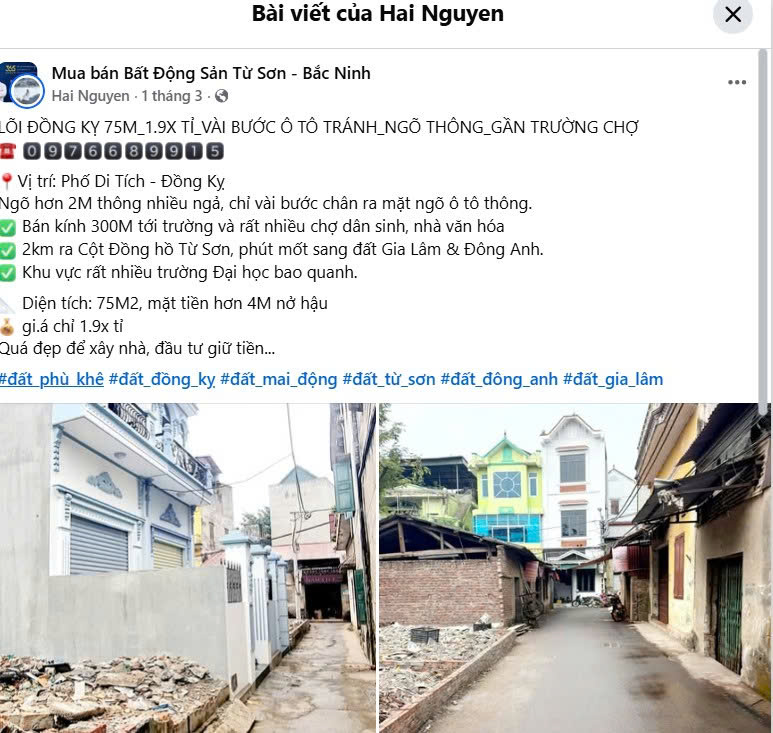 Bài viết của Hai Nguyen
Mua bán Bất Động Sản Từ Sơn - Bắc Ninh
Hai Nguyen · 1 tháng 3 ·
LÕI ĐỒNG KỴ 75M_1.9X TỈ_VÀI BƯỚC Ô TÔ TRÁNH_NGÕ THÔNG_GẦN TRƯỜNG CHỢ
☎️ 0976689915
📍Vị trí: Phố Di Tích - Đồng Kỵ
Ngõ hơn 2M thông nhiều ngả, chỉ vài bước chân ra mặt ngõ ô tô thông.
✅ Bán kính 300M tới trường và rất nhiều chợ dân sinh, nhà văn hóa
✅ 2km ra Cột Đồng hồ Từ Sơn, phút mốt sang đất Gia Lâm & Đông Anh.
✅ Khu vực rất nhiều trường Đại học bao quanh.
📐 Diện tích: 75M2, mặt tiền hơn 4M nở hậu
💰 gi.á chỉ 1.9x tỉ
Quá đẹp để xây nhà, đầu tư giữ tiền...
#đất_phù_khê #đất_đồng_kỵ #đất_mai_động #đất_từ_sơn #đất_đông_anh #đất_gia_lâm